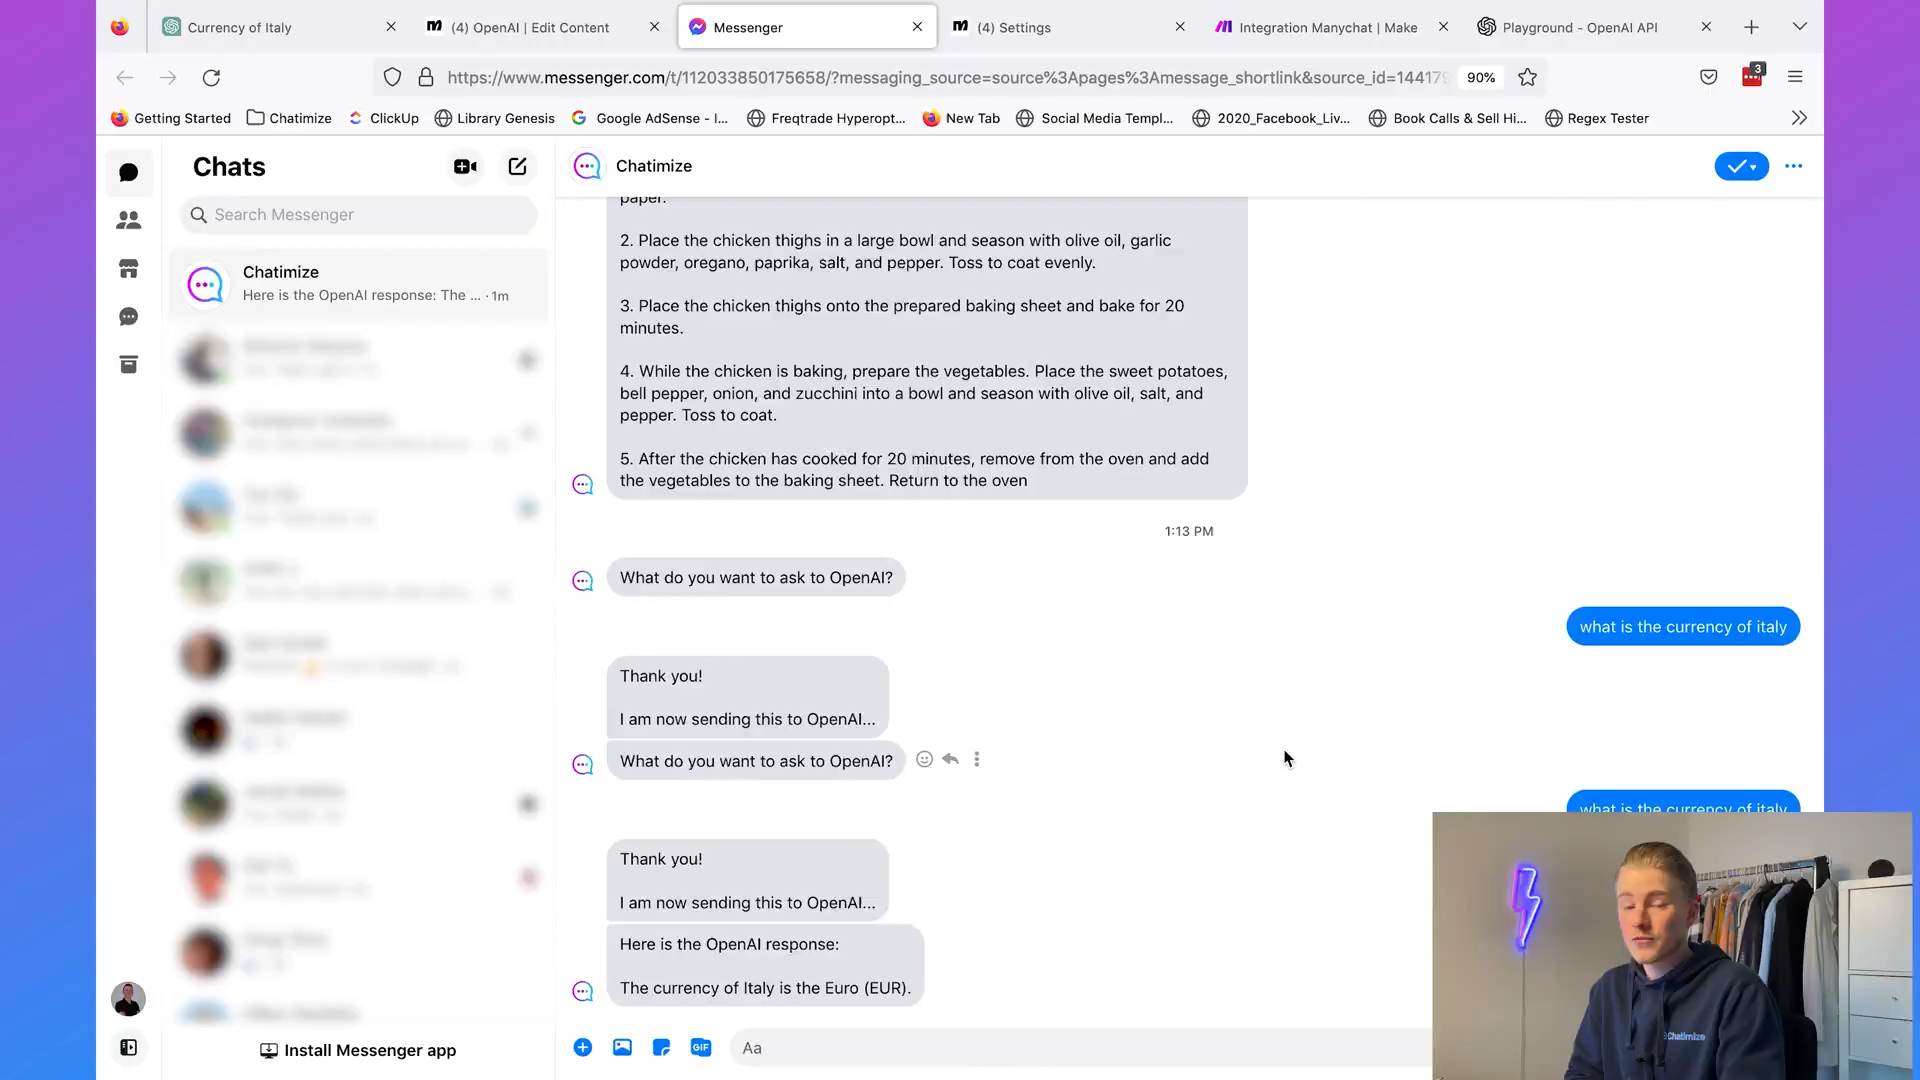 Currency of Italy
(4) OpenAI | Edit Content
Messenger
(4) Settings
Integration Manychat | Make
Playground - OpenAI API
https://www.messenger.com/t/112033850175658/?messaging_source=source%3Apages%3Amessage_shortlink&source_id=144179
90%
3
Getting Started
Chatimize
ClickUp
Library Genesis
Google AdSense - I...
Freqtrade Hyperopt...
New Tab
Social Media Templ...
2020_Facebook_Liv...
Book Calls & Sell Hi...
Regex Tester
Chats
Search Messenger
Chatimize
Here is the OpenAI response: The ... · 1m
Install Messenger app
Chatimize
paper.
2. Place the chicken thighs in a large bowl and season with olive oil, garlic
powder, oregano, paprika, salt, and pepper. Toss to coat evenly.
3. Place the chicken thighs onto the prepared baking sheet and bake for 20
minutes.
4. While the chicken is baking, prepare the vegetables. Place the sweet potatoes,
bell pepper, onion, and zucchini into a bowl and season with olive oil, salt, and
pepper. Toss to coat.
5. After the chicken has cooked for 20 minutes, remove from the oven and add
the vegetables to the baking sheet. Return to the oven
1:13 PM
What do you want to ask to OpenAI?
what is the currency of italy
Thank you!
I am now sending this to OpenAI...
What do you want to ask to OpenAI?
what is the currency of italy
Thank you!
I am now sending this to OpenAI...
Here is the OpenAI response:
The currency of Italy is the Euro (EUR).
GIF
Aa
Chatimize